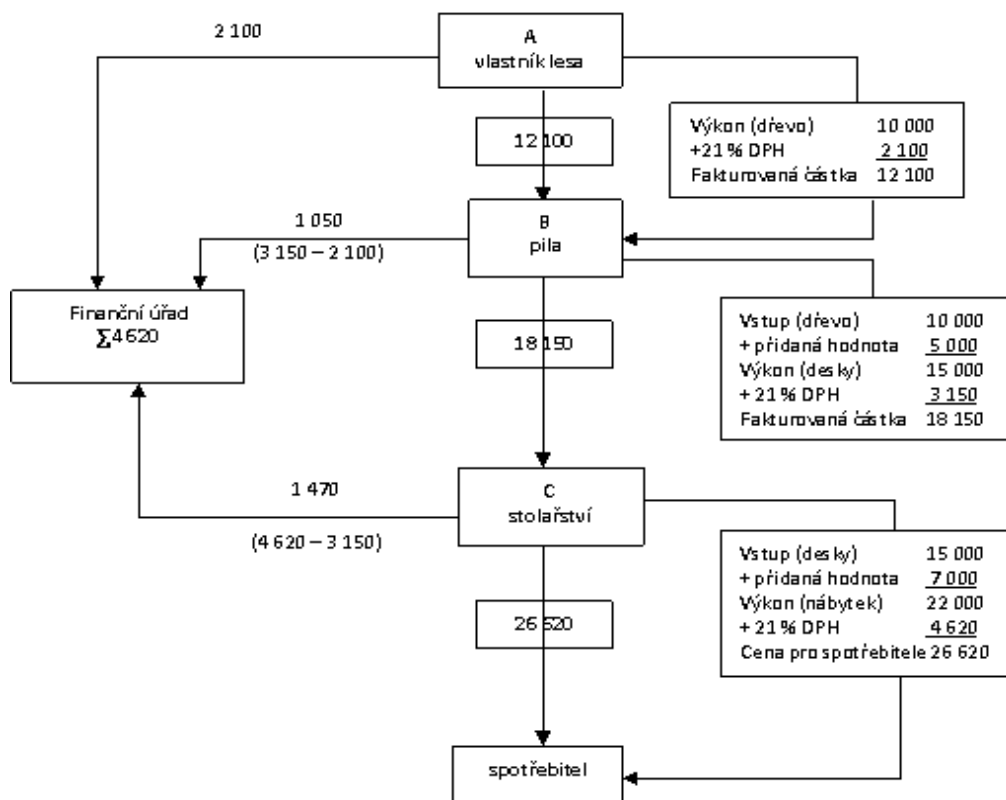 2 100
A
vlastník lesa
12 100
Výkon (dřevo) 10 000
+21% DPH 2 100
Fakturovaná částka 12 100
1 050
(3 150 – 2 100)
B
pila
Finanční úřad
∑4 620
18 150
Vstup (dřevo) 10 000
+ přidaná hodnota 5 000
Výkon (desky) 15 000
+ 21% DPH 3 150
Fakturovaná částka 18 150
1 470
(4 620 – 3 150)
C
stolařství
26 620
Vstup (desky) 15 000
+ přidaná hodnota 7 000
Výkon (nábytek) 22 000
+ 21% DPH 4 620
Cena pro spotřebitele 26 620
spotřebitel